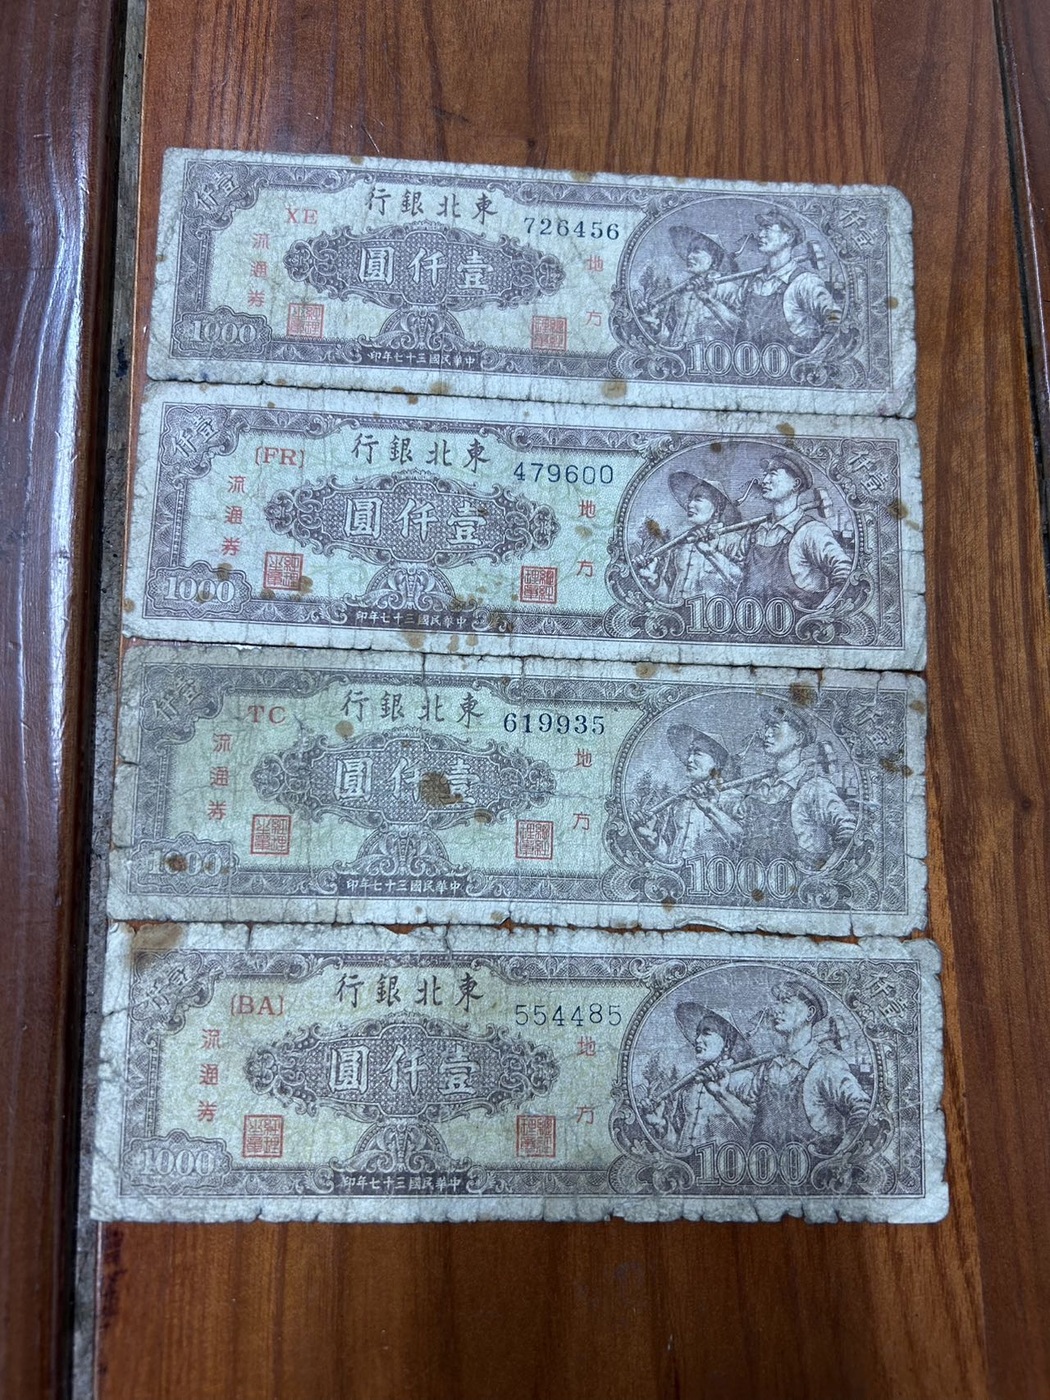 東北銀行
XE
726456
壹仟圓
地方
流通券
1000
1000
中華民國三十七年印
東北銀行
[FR]
479600
壹仟圓
地方
流通券
1000
1000
中華民國三十七年印
東北銀行
TC
619935
壹仟圓
地方
流通券
1000
1000
中華民國三十七年印
東北銀行
[BA]
554485
壹仟圓
地方
流通券
1000
1000
中華民國三十七年印